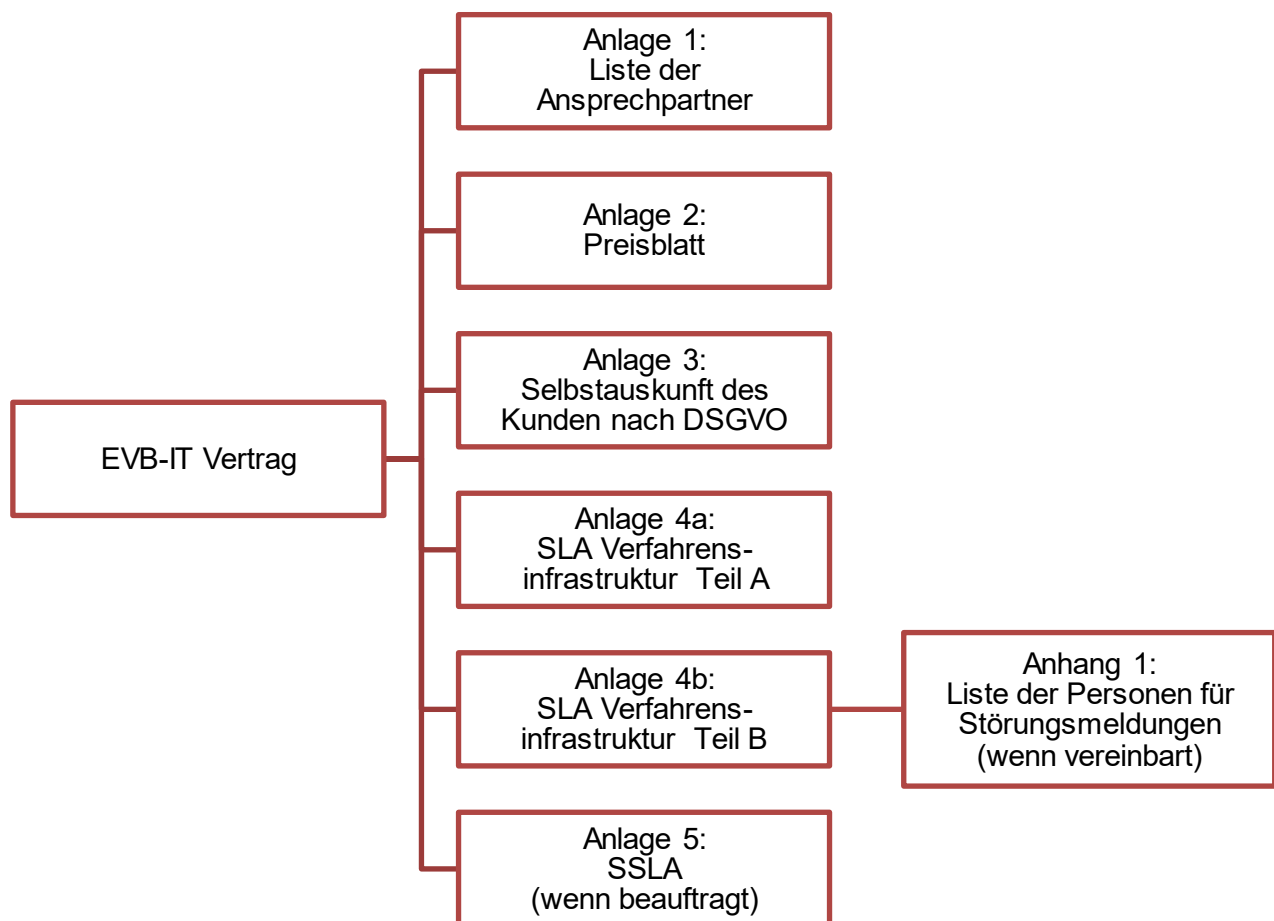 Anlage 1:
Liste der
Ansprechpartner
Anlage 2:
Preisblatt
Anlage 3:
Selbstauskunft des
Kunden nach DSGVO
EVB-IT Vertrag
Anlage 4a:
SLA Verfahrens-
infrastruktur Teil A
Anlage 4b:
SLA Verfahrens-
infrastruktur Teil B
Anhang 1:
Liste der Personen für
Störungsmeldungen
(wenn vereinbart)
Anlage 5:
SSLA
(wenn beauftragt)